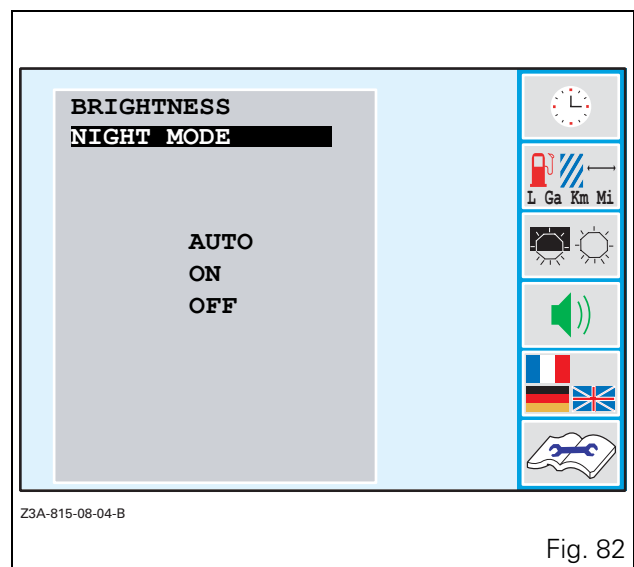 BRIGHTNESS
NIGHT MODE
AUTO
ON
OFF
L Ga Km Mi
Z3A-815-08-04-B
Fig. 82